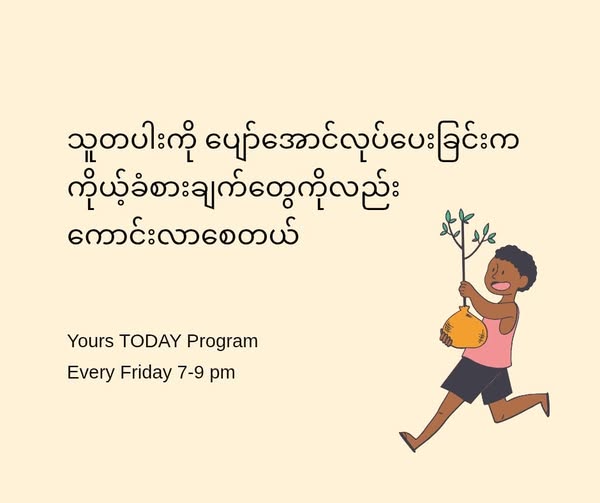 သူတပါးကို ပျော်အောင်လုပ်ပေးခြင်းက
ကိုယ့်ခံစားချက်တွေကိုလည်း
ကောင်းလာစေတယ်
Yours TODAY Program
Every Friday 7-9 pm